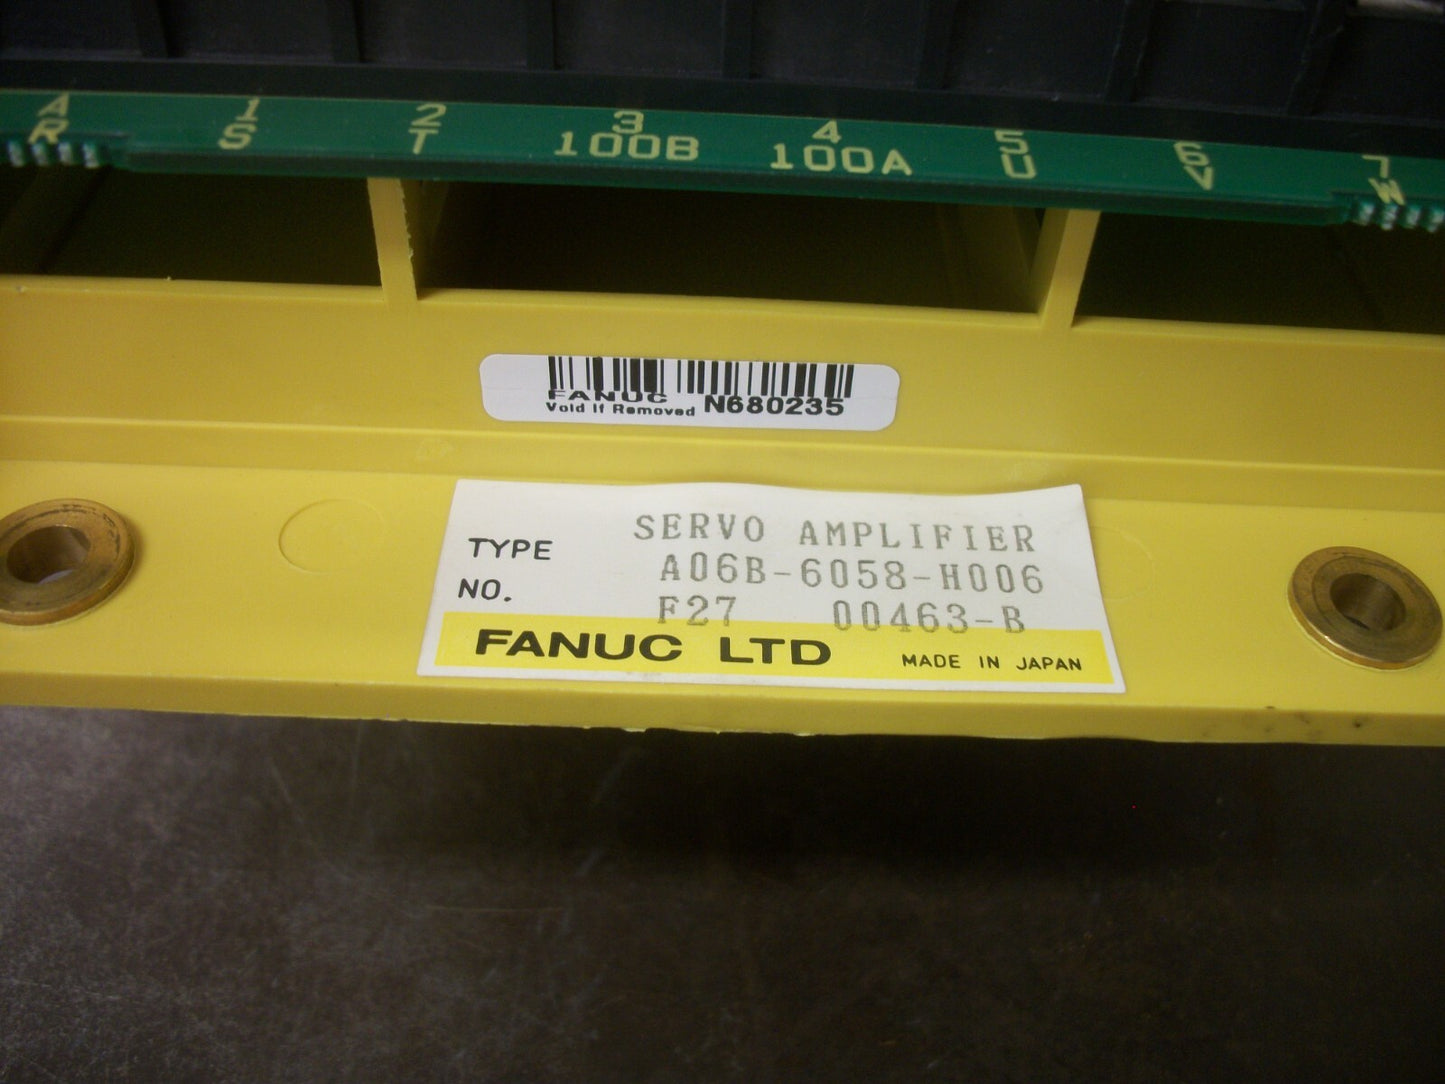 4 1 2 3 4 5 6 7
R S T 100B 100A U V W
FANUC
Void If Removed N680235
SERVO AMPLIFIER
TYPE A06B-6058-H006
NO. F27 00463-B
FANUC LTD MADE IN JAPAN